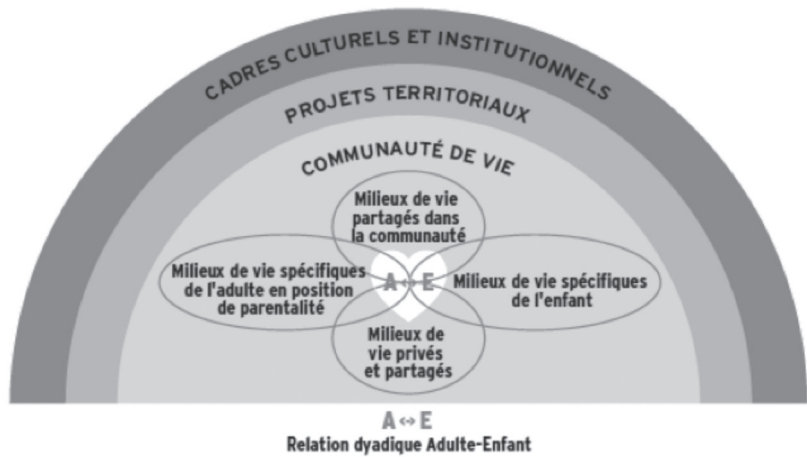 CADRES CULTURELS ET INSTITUTIONNELS
PROJETS TERRITORIAUX
COMMUNAUTÉ DE VIE
Milieux de vie
partagés dans
la communauté
Milieux de vie spécifiques
de l'adulte en position
de parentalité
A↔E
Milieux de vie spécifiques
de l'enfant
Milieux de
vie privés
et partagés
A↔E
Relation dyadique Adulte-Enfant